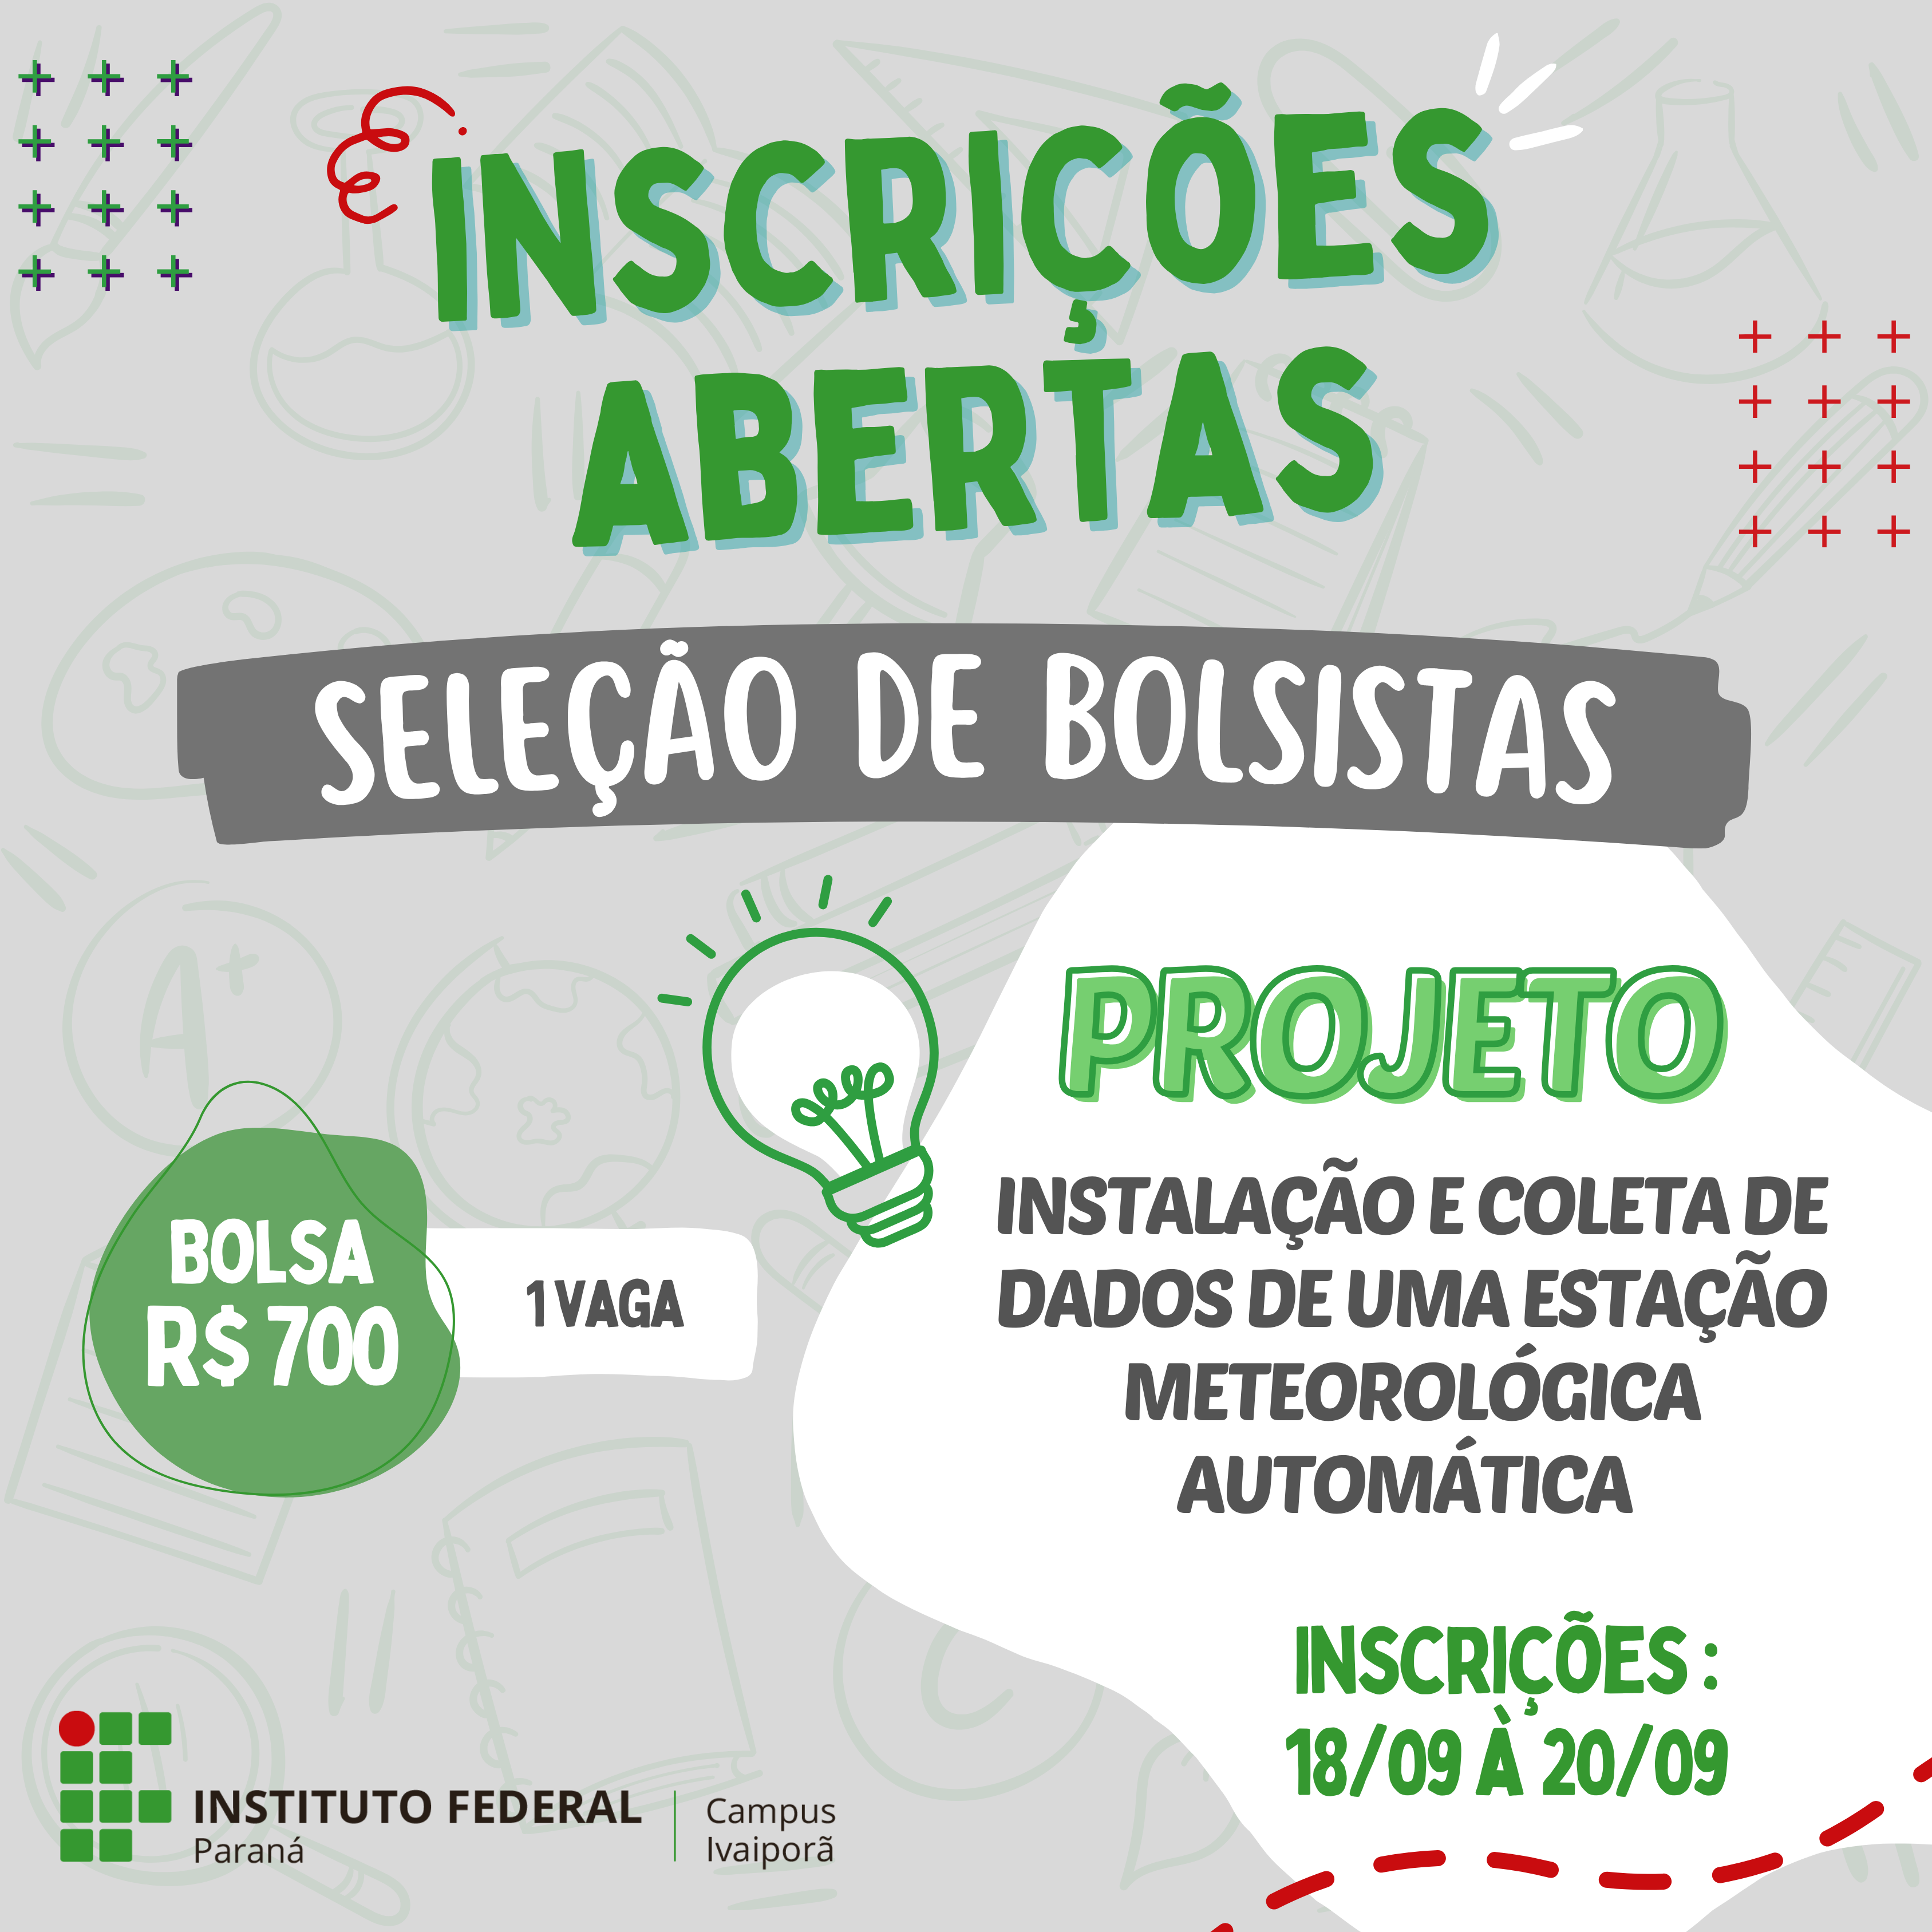 INSCRIÇÕES
ABERTAS
SELEÇÃO DE BOLSISTAS
A+
PROJETO
INSTALAÇÃO E COLETA DE
DADOS DE UMA ESTAÇÃO
METEOROLÓGICA
AUTOMÁTICA
BOLSA
R$ 700
1 VAGA
INSCRIÇÕES:
18/09 À 20/09
INSTITUTO FEDERAL
Paraná
Campus
Ivaiporã